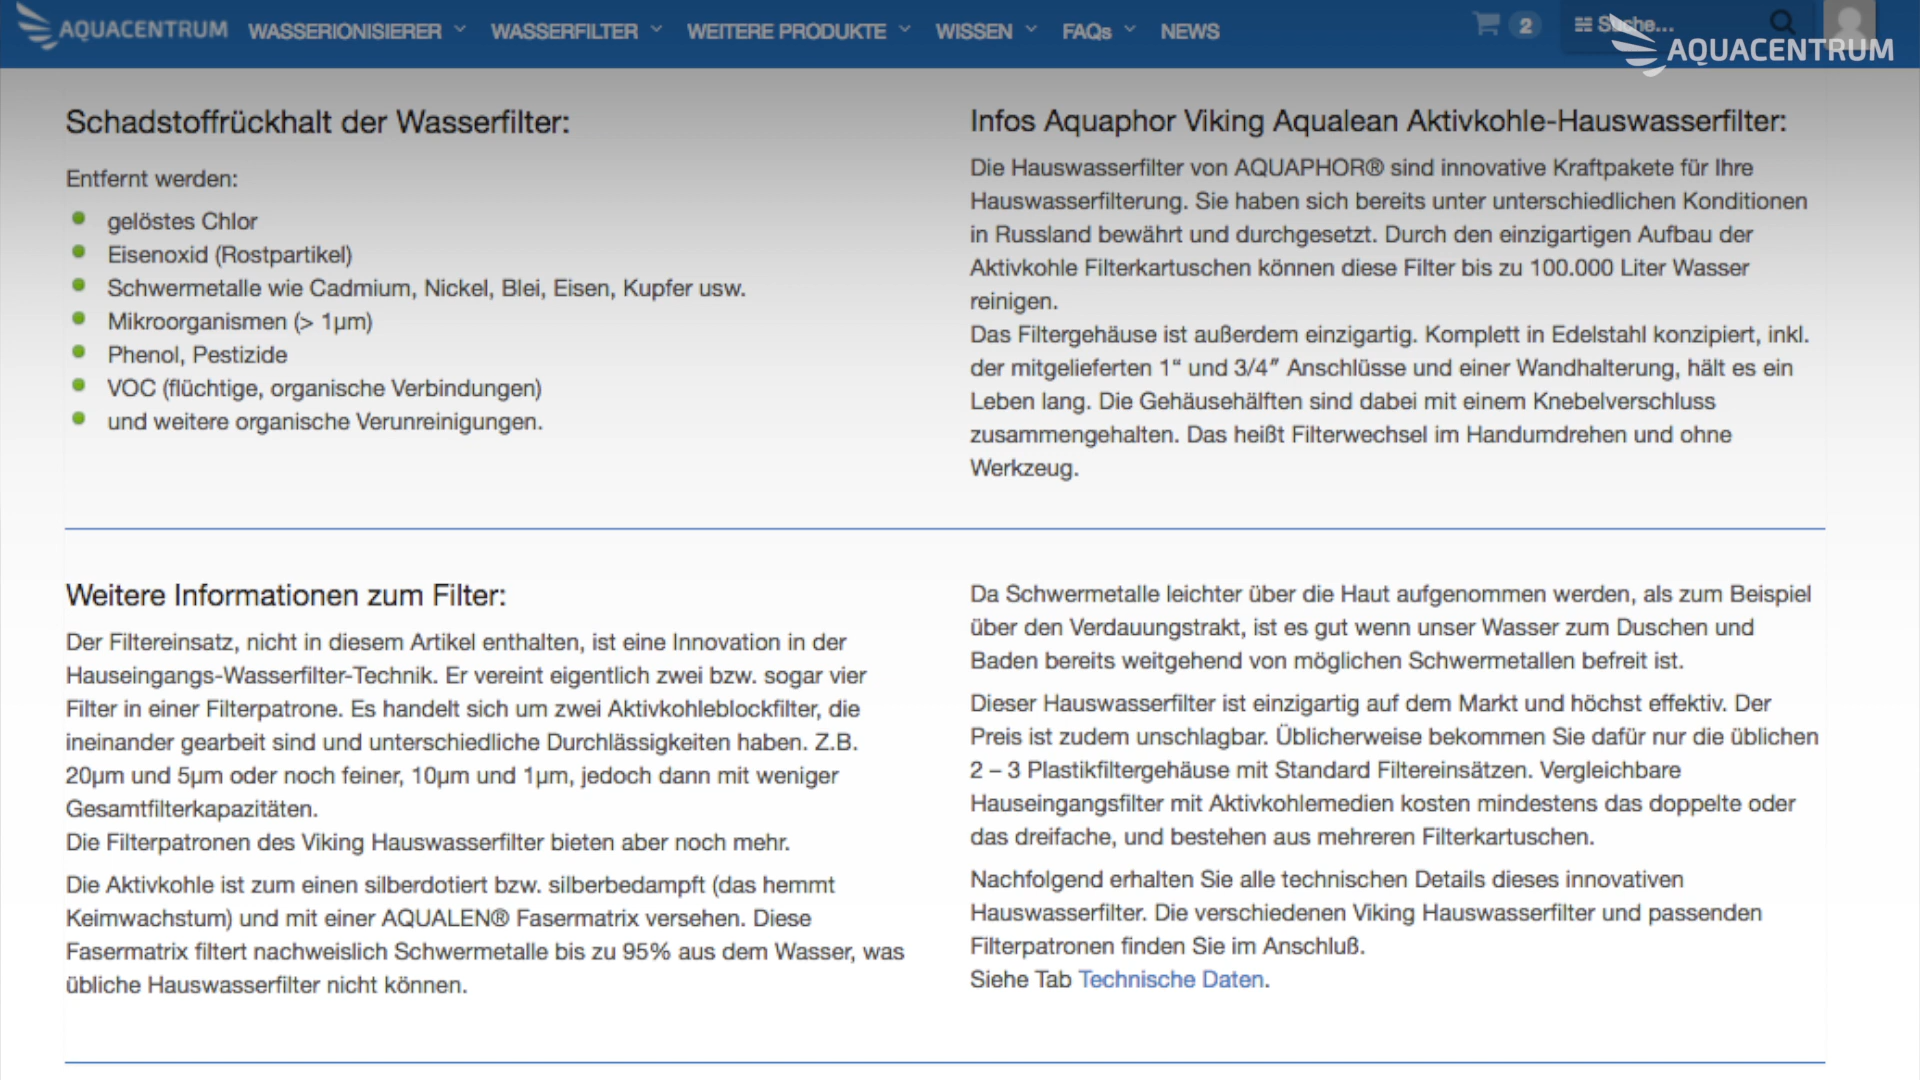 AQUACENTRUM WASSERIONISIERER WASSERFILTER WEITERE PRODUKTE WISSEN FAQs NEWS 2 Suche...
AQUACENTRUM
Schadstoffrückhalt der Wasserfilter:
Entfernt werden:
gelöstes Chlor
Eisenoxid (Rostpartikel)
Schwermetalle wie Cadmium, Nickel, Blei, Eisen, Kupfer usw.
Mikroorganismen (> 1µm)
Phenol, Pestizide
VOC (flüchtige, organische Verbindungen)
und weitere organische Verunreinigungen.
Infos Aquaphor Viking Aqualean Aktivkohle-Hauswasserfilter:
Die Hauswasserfilter von AQUAPHOR® sind innovative Kraftpakete für Ihre
Hauswasserfilterung. Sie haben sich bereits unter unterschiedlichen Konditionen
in Russland bewährt und durchgesetzt. Durch den einzigartigen Aufbau der
Aktivkohle Filterkartuschen können diese Filter bis zu 100.000 Liter Wasser
reinigen.
Das Filtergehäuse ist außerdem einzigartig. Komplett in Edelstahl konzipiert, inkl.
der mitgelieferten 1“ und 3/4″ Anschlüsse und einer Wandhalterung, hält es ein
Leben lang. Die Gehäusehälften sind dabei mit einem Knebelverschluss
zusammengehalten. Das heißt Filterwechsel im Handumdrehen und ohne
Werkzeug.
Weitere Informationen zum Filter:
Der Filtereinsatz, nicht in diesem Artikel enthalten, ist eine Innovation in der
Hauseingangs-Wasserfilter-Technik. Er vereint eigentlich zwei bzw. sogar vier
Filter in einer Filterpatrone. Es handelt sich um zwei Aktivkohleblockfilter, die
ineinander gearbeit sind und unterschiedliche Durchlässigkeiten haben. Z.B.
20µm und 5µm oder noch feiner, 10µm und 1µm, jedoch dann mit weniger
Gesamtfilterkapazitäten.
Die Filterpatronen des Viking Hauswasserfilter bieten aber noch mehr.
Die Aktivkohle ist zum einen silberdotiert bzw. silberbedampft (das hemmt
Keimwachstum) und mit einer AQUALEN® Fasermatrix versehen. Diese
Fasermatrix filtert nachweislich Schwermetalle bis zu 95% aus dem Wasser, was
übliche Hauswasserfilter nicht können.
Da Schwermetalle leichter über die Haut aufgenommen werden, als zum Beispiel
über den Verdauungstrakt, ist es gut wenn unser Wasser zum Duschen und
Baden bereits weitgehend von möglichen Schwermetallen befreit ist.
Dieser Hauswasserfilter ist einzigartig auf dem Markt und höchst effektiv. Der
Preis ist zudem unschlagbar. Üblicherweise bekommen Sie dafür nur die üblichen
2 – 3 Plastikfiltergehäuse mit Standard Filtereinsätzen. Vergleichbare
Hauseingangsfilter mit Aktivkohlemedien kosten mindestens das doppelte oder
das dreifache, und bestehen aus mehreren Filterkartuschen.
Nachfolgend erhalten Sie alle technischen Details dieses innovativen
Hauswasserfilter. Die verschiedenen Viking Hauswasserfilter und passenden
Filterpatronen finden Sie im Anschluß.
Siehe Tab Technische Daten.